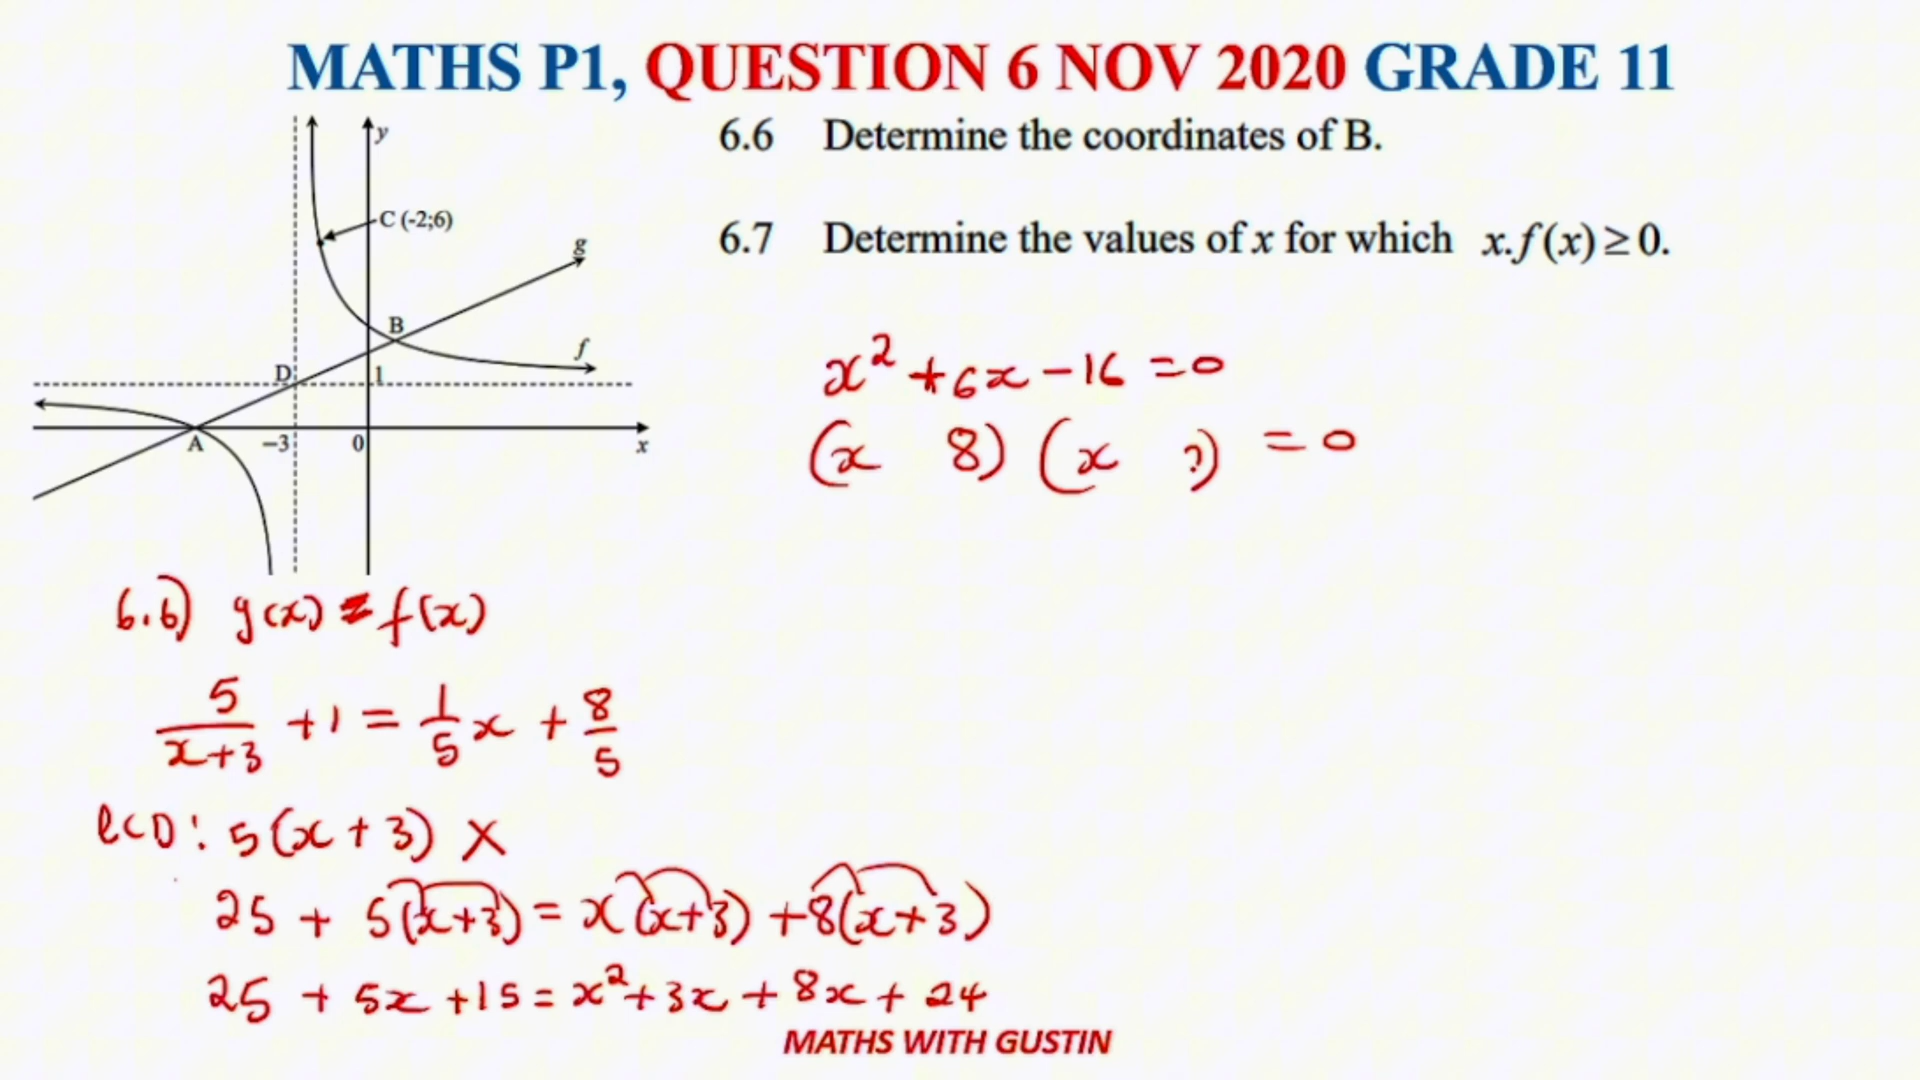 MATHS P1, QUESTION 6 NOV 2020 GRADE 11
y
C (-2;6)
g
B
f
D
1
A
−3
0
x
6.6 Determine the coordinates of B.
6.7 Determine the values of x for which x.f(x) ≥ 0.
x² + 6x − 16 = 0
(x 8) (x ) = 0
6.6) g(x) = f(x)
5/(x+3) + 1 = 1/5 x + 8/5
LCD: 5(x + 3) ×
25 + 5(x+3) = x(x+3) + 8(x+3)
25 + 5x + 15 = x² + 3x + 8x + 24
MATHS WITH GUSTIN